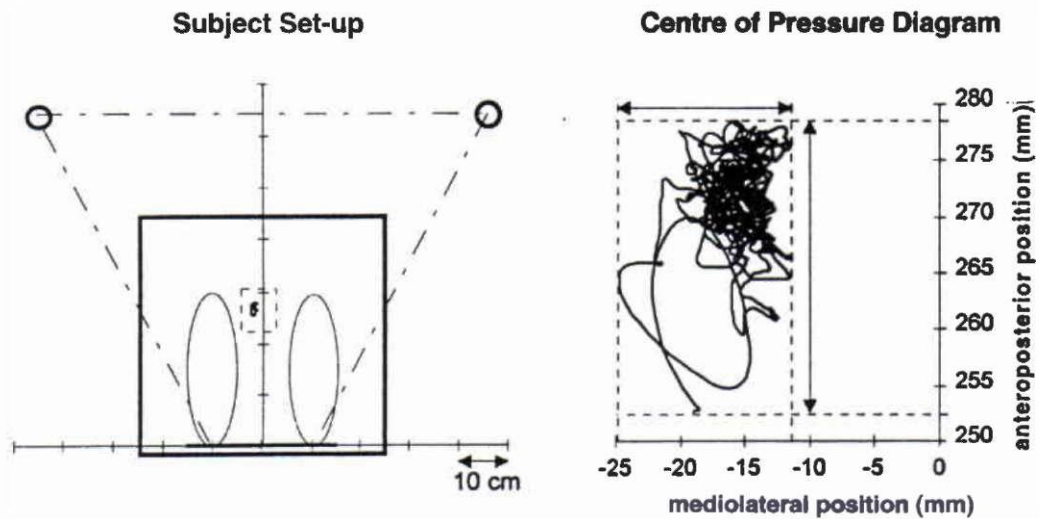 Subject Set-up
10 cm
Centre of Pressure Diagram
280
275
270
265
260
255
250
anteroposterior position (mm)
-25 -20 -15 -10 -5 0
mediolateral position (mm)